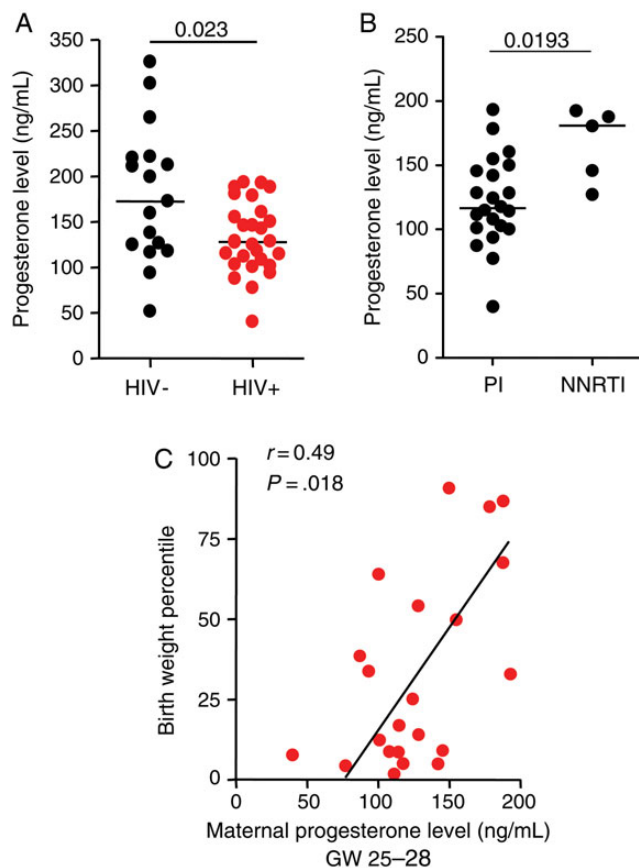 A
0.023
Progesterone level (ng/mL)
350
300
250
200
150
100
50
0
HIV-
HIV+
B
0.0193
Progesterone level (ng/mL)
250
200
150
100
50
0
PI
NNRTI
C
r=0.49
P=.018
Birth weight percentile
100
75
50
25
0
0 50 100 150 200
Maternal progesterone level (ng/mL)
GW 25–28